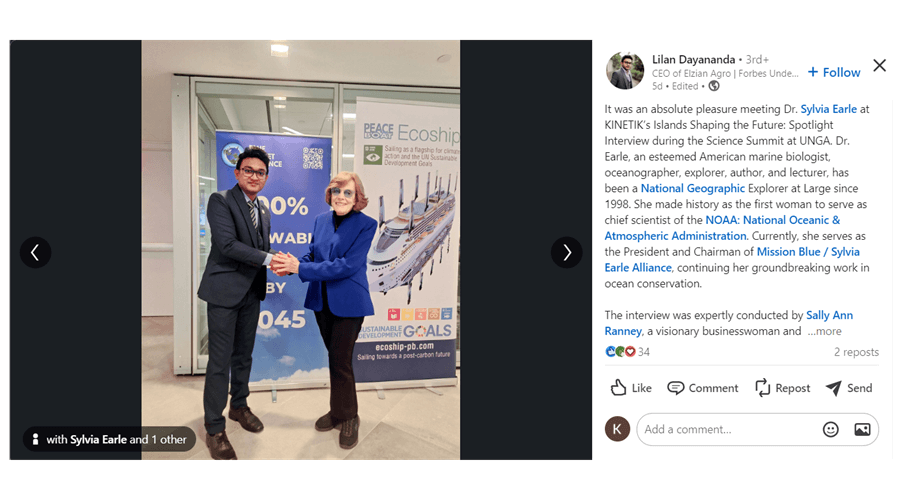 PEACE
BOAT
Ecoship
Sailing as a flagship for climate
action and the UN Sustainable
Development Goals
100%
BY
2045
SUSTAINABLE
DEVELOPMENT
GOALS
ecoship-pb.com
Sailing towards a post-carbon future
with Sylvia Earle and 1 other
Lilan Dayananda • 3rd+
CEO of Elzian Agro | Forbes Unde...
5d • Edited •
+ Follow
It was an absolute pleasure meeting Dr. Sylvia Earle at
KINETIK's Islands Shaping the Future: Spotlight
Interview during the Science Summit at UNGA. Dr.
Earle, an esteemed American marine biologist,
oceanographer, explorer, author, and lecturer, has
been a National Geographic Explorer at Large since
1998. She made history as the first woman to serve as
chief scientist of the NOAA: National Oceanic &
Atmospheric Administration. Currently, she serves as
the President and Chairman of Mission Blue / Sylvia
Earle Alliance, continuing her groundbreaking work in
ocean conservation.
The interview was expertly conducted by Sally Ann
Ranney, a visionary businesswoman and ...more
34
2 reposts
Like
Comment
Repost
Send
K
Add a comment...